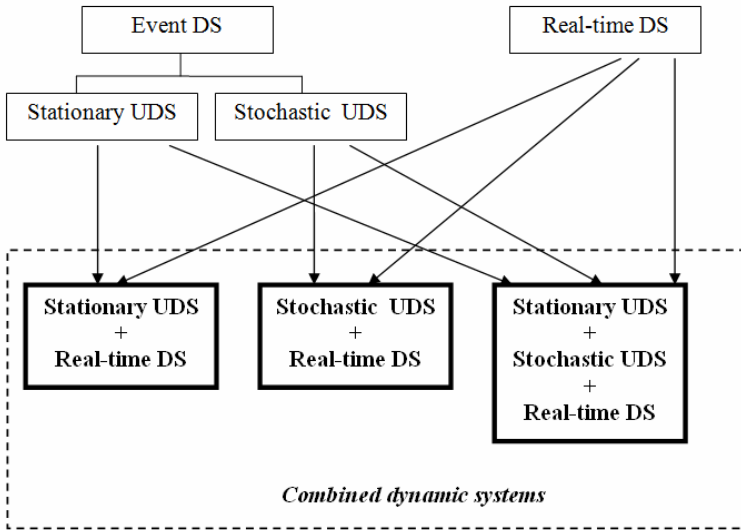 Event DS
Real-time DS
Stationary UDS
Stochastic UDS
Stationary UDS
+
Real-time DS
Stochastic UDS
+
Real-time DS
Stationary UDS
+
Stochastic UDS
+
Real-time DS
Combined dynamic systems